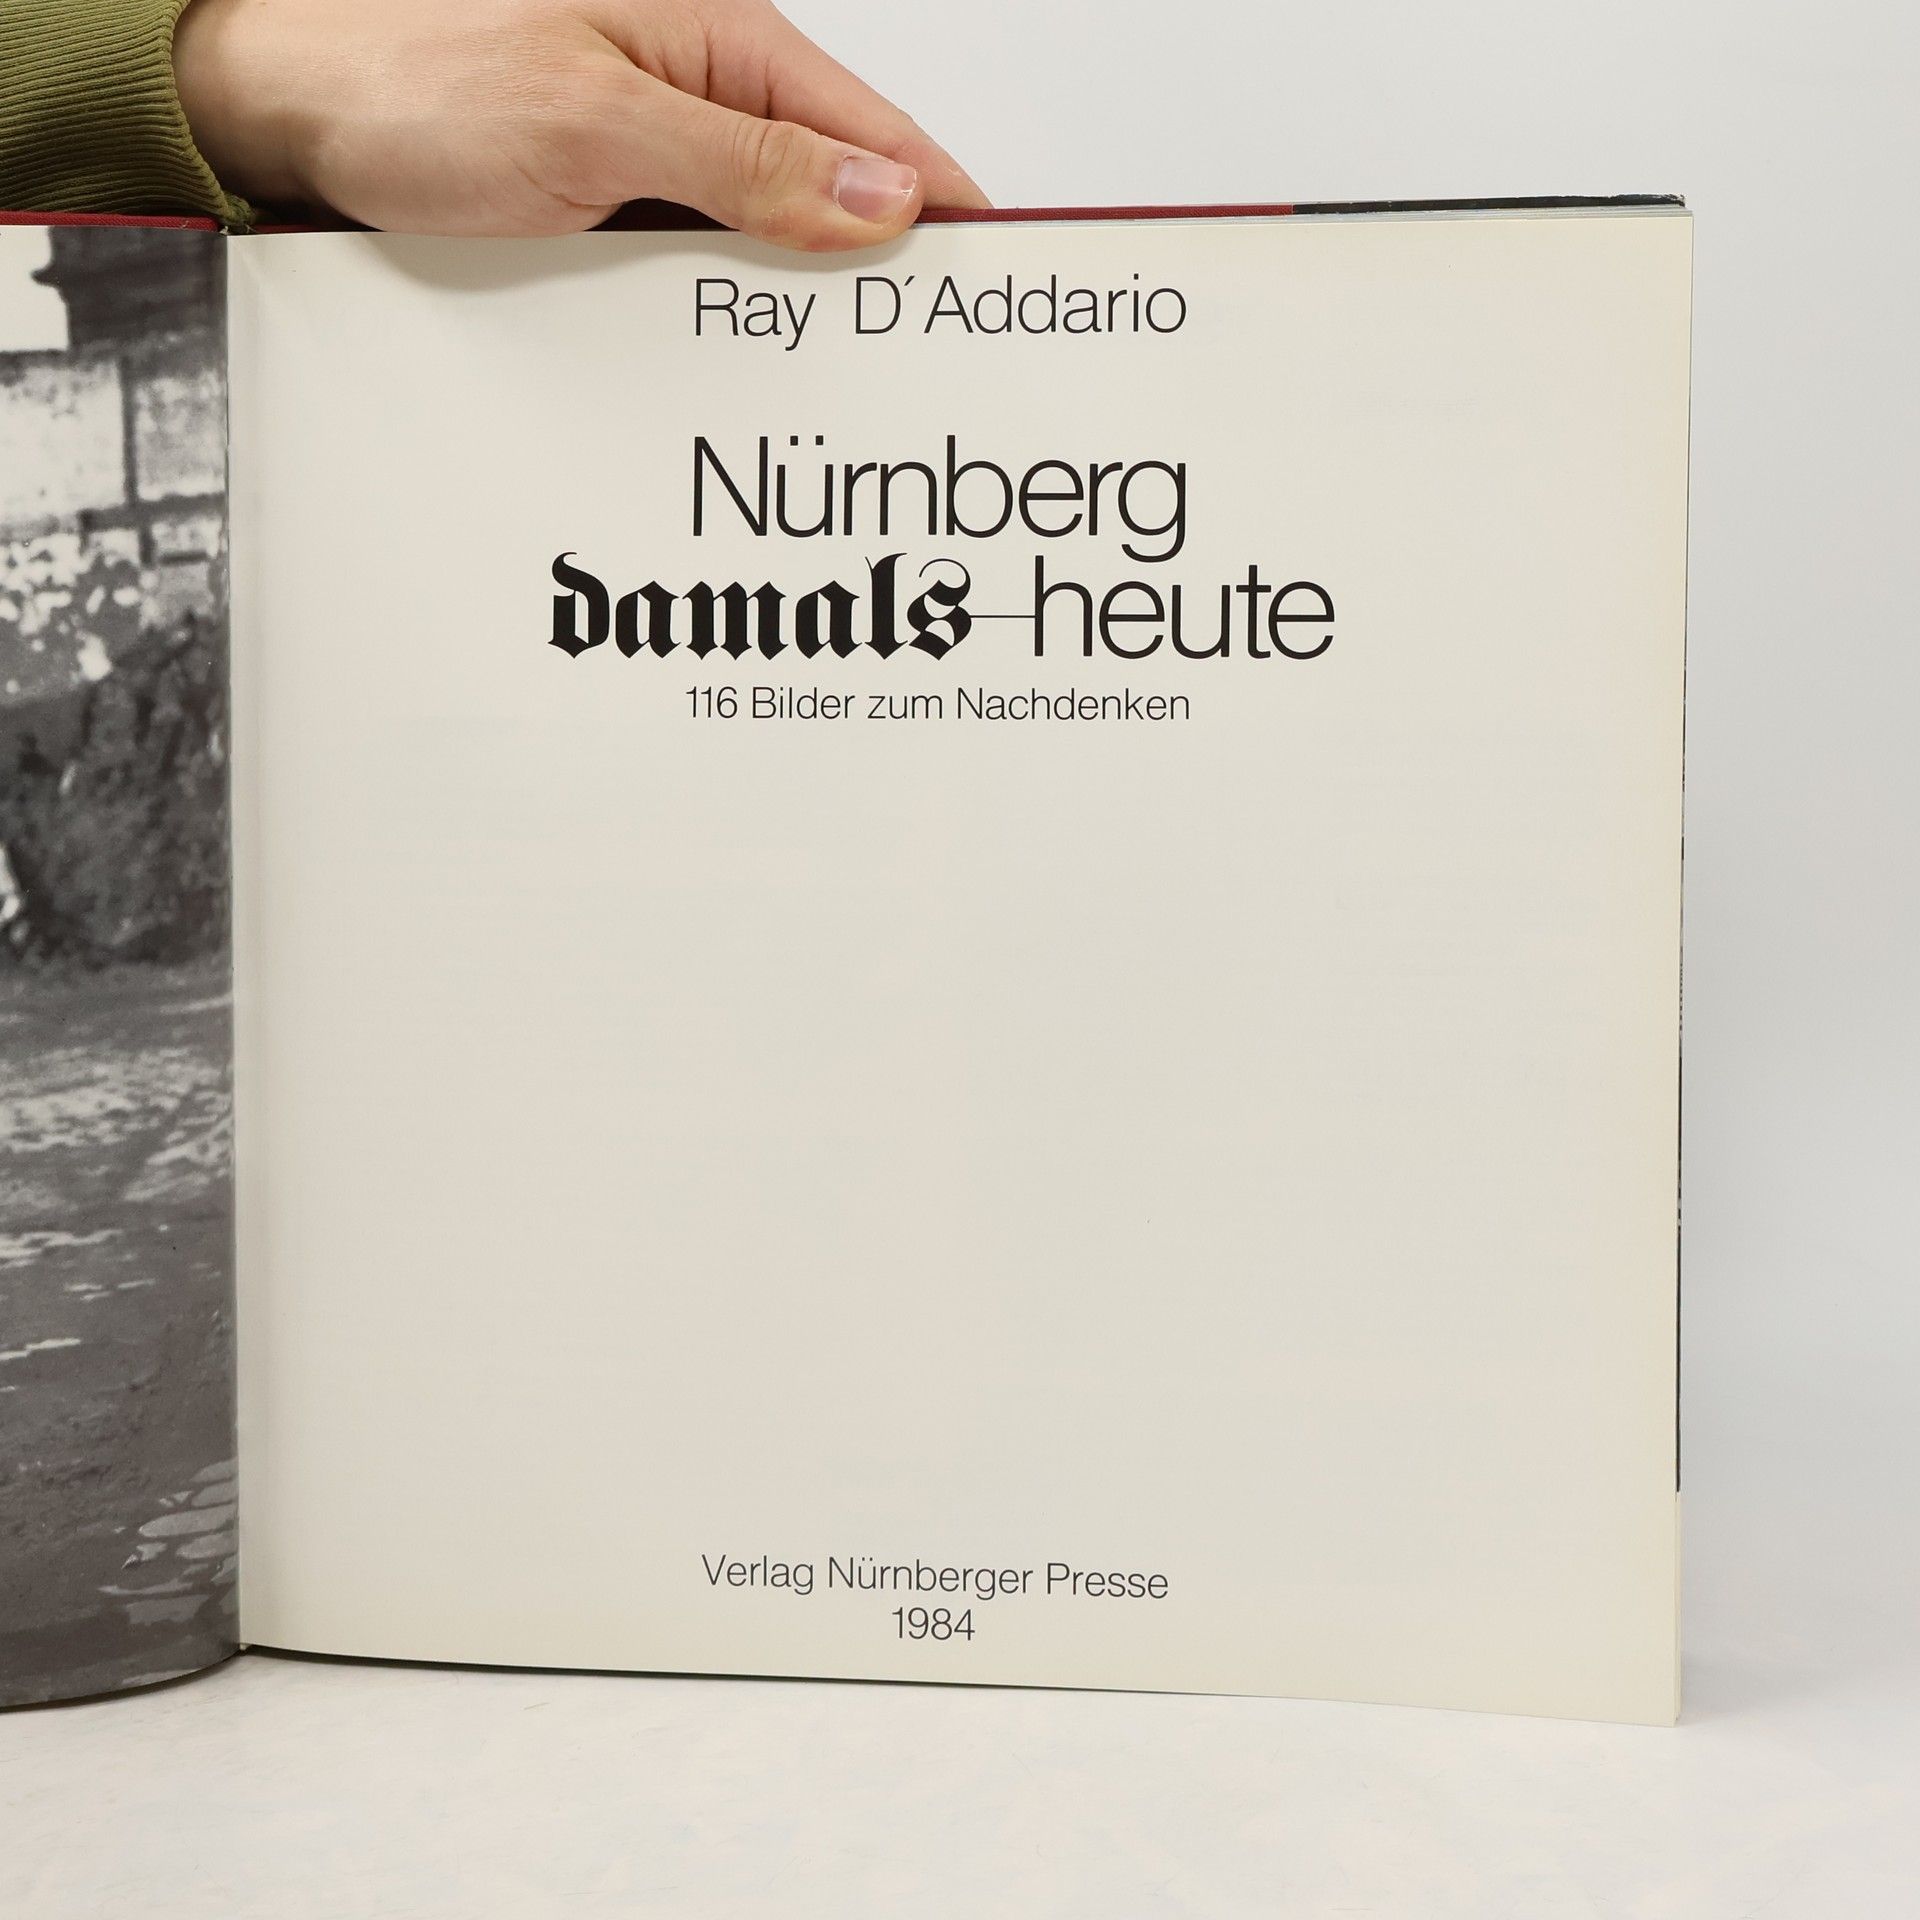 Ray D´Addario
Nürnberg
damals—heute
116 Bilder zum Nachdenken
Verlag Nürnberger Presse
1984